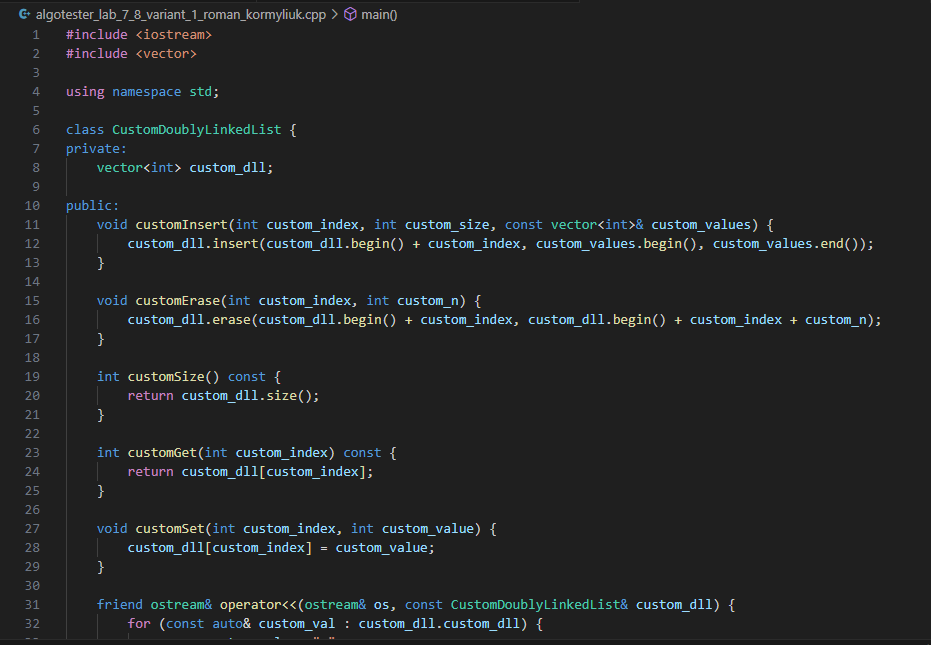 algotester_lab_7_8_variant_1_roman_kormyliuk.cpp > main()
1 #include <iostream>
2 #include <vector>
3
4 using namespace std;
5
6 class CustomDoublyLinkedList {
7 private:
8 vector<int> custom_dll;
9
10 public:
11 void customInsert(int custom_index, int custom_size, const vector<int>& custom_values) {
12 custom_dll.insert(custom_dll.begin() + custom_index, custom_values.begin(), custom_values.end());
13 }
14
15 void customErase(int custom_index, int custom_n) {
16 custom_dll.erase(custom_dll.begin() + custom_index, custom_dll.begin() + custom_index + custom_n);
17 }
18
19 int customSize() const {
20 return custom_dll.size();
21 }
22
23 int customGet(int custom_index) const {
24 return custom_dll[custom_index];
25 }
26
27 void customSet(int custom_index, int custom_value) {
28 custom_dll[custom_index] = custom_value;
29 }
30
31 friend ostream& operator<<(ostream& os, const CustomDoublyLinkedList& custom_dll) {
32 for (const auto& custom_val : custom_dll.custom_dll) {